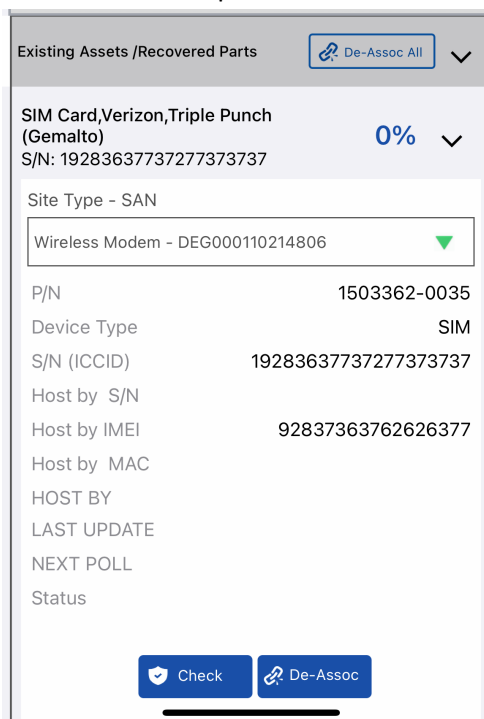 Existing Assets /Recovered Parts
De-Assoc All
SIM Card,Verizon,Triple Punch
(Gemalto)
0%
S/N: 19283637737277373737
Site Type - SAN
Wireless Modem - DEG000110214806
P/N 1503362-0035
Device Type SIM
S/N (ICCID) 19283637737277373737
Host by S/N
Host by IMEI 92837363762626377
Host by MAC
HOST BY
LAST UPDATE
NEXT POLL
Status
Check
De-Assoc